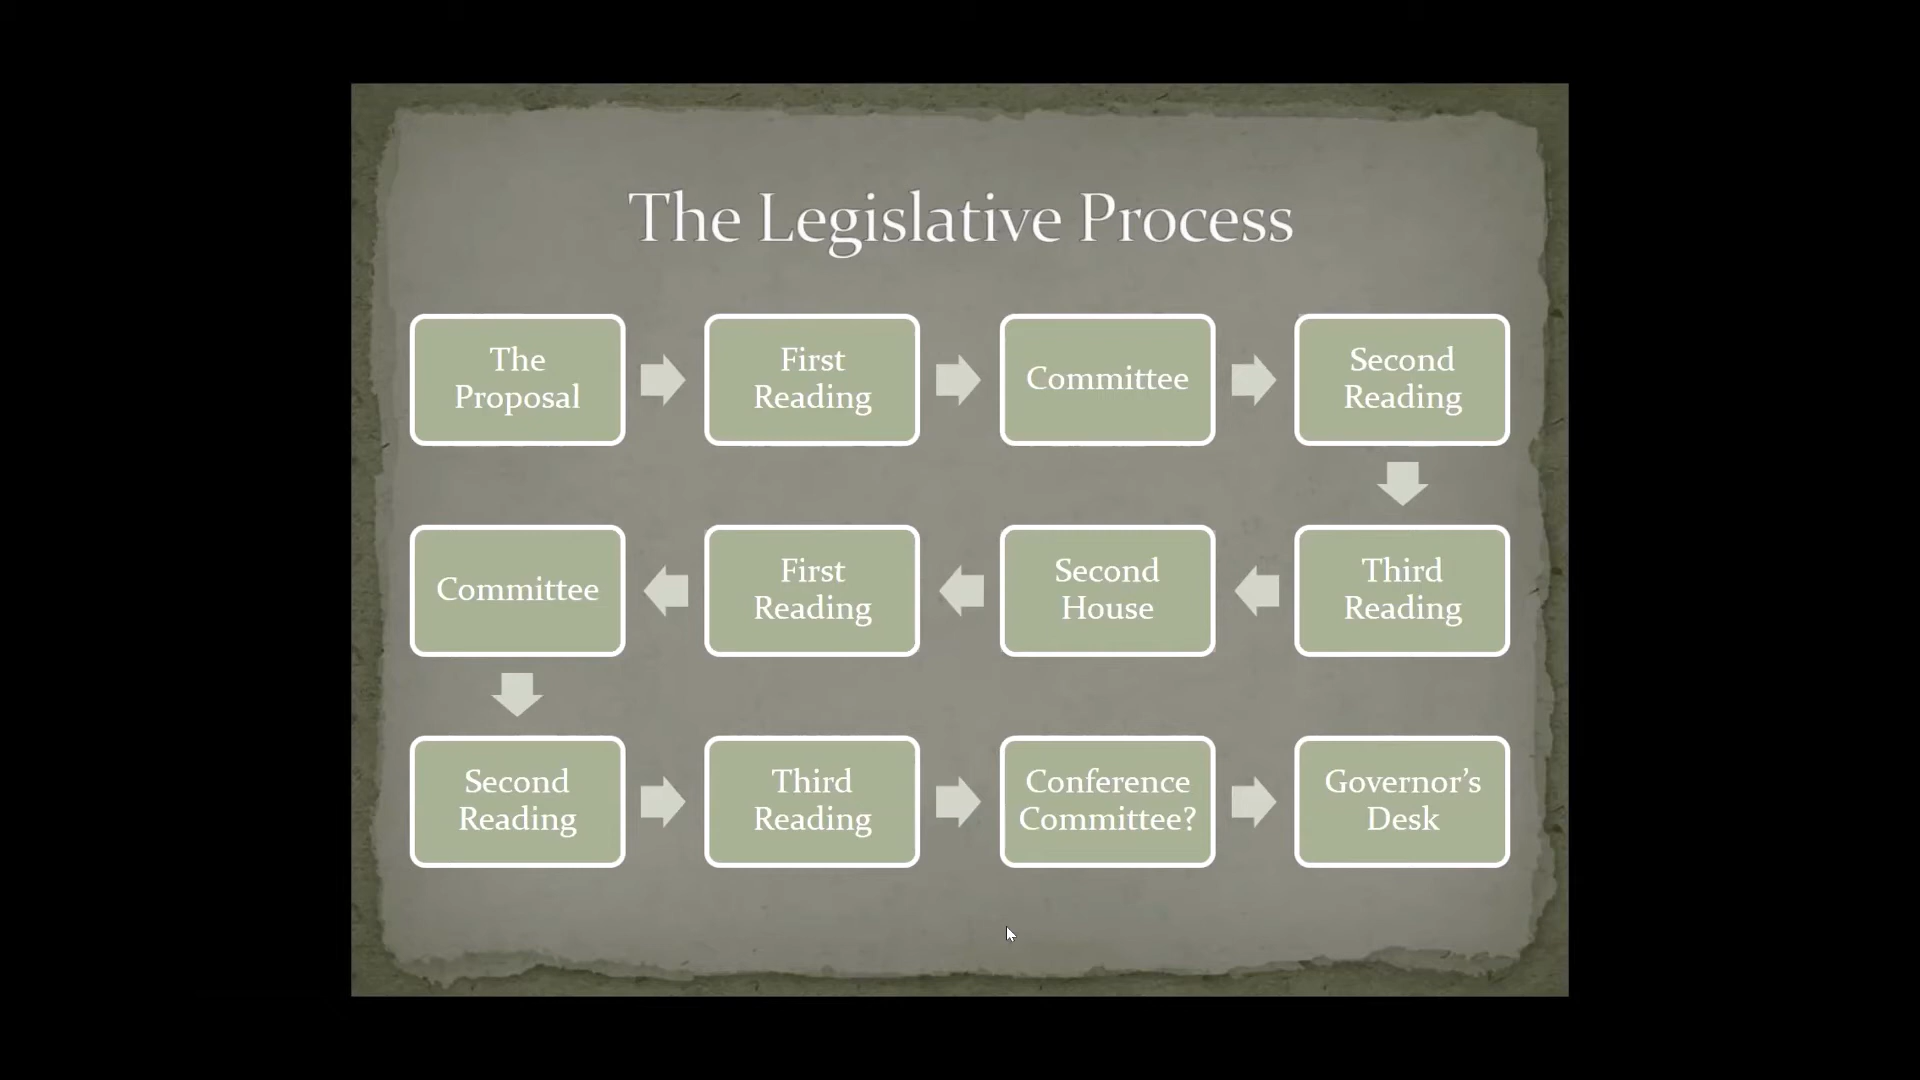 The Legislative Process
The
Proposal
First
Reading
Committee
Second
Reading
Third
Reading
Second
House
First
Reading
Committee
Second
Reading
Third
Reading
Conference
Committee?
Governor’s
Desk